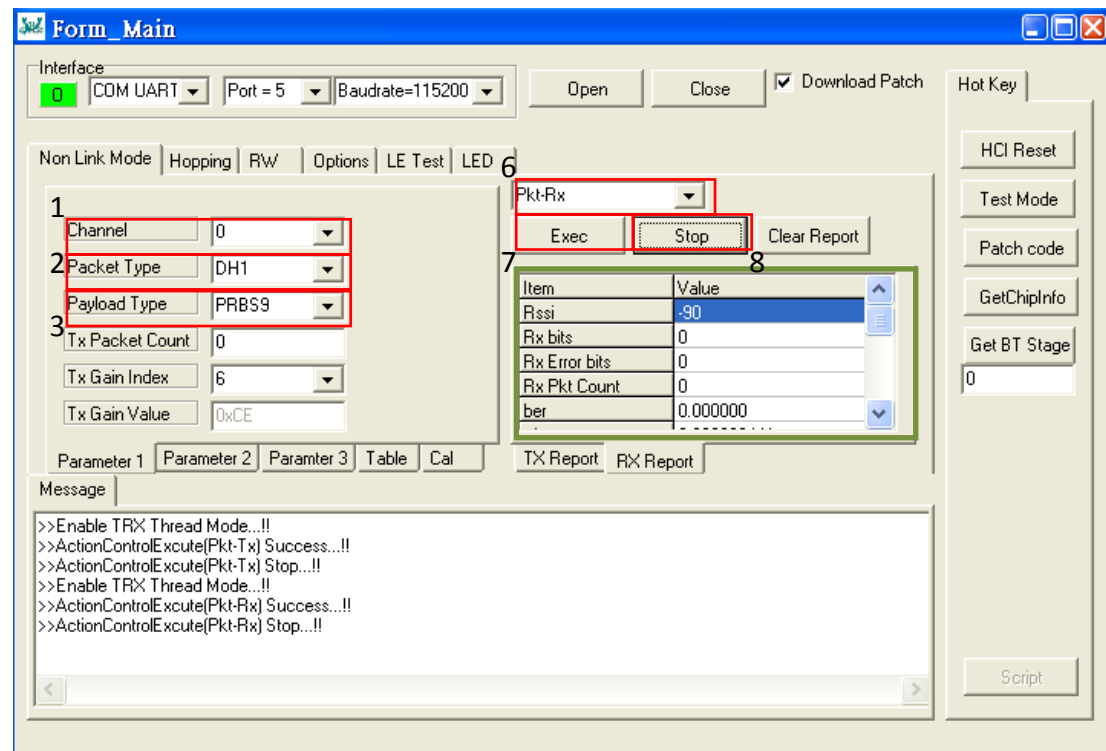 Form_Main
Interface
0 COM UART Port = 5 Baudrate=115200 Open Close Download Patch
Hot Key
Non Link Mode Hopping RW Options LE Test LED
6
Pkt-Rx
1
Channel 0
Exec Stop Clear Report
2
Packet Type DH1
7 8
3
Payload Type PRBS9
Tx Packet Count 0
Tx Gain Index 6
Tx Gain Value 0xCE
Item Value
Rssi -90
Rx bits 0
Rx Error bits 0
Rx Pkt Count 0
ber 0.000000
Parameter 1 Parameter 2 Paramter 3 Table Cal
TX Report RX Report
HCI Reset
Test Mode
Patch code
GetChipInfo
Get BT Stage
0
Script
Message
>>Enable TRX Thread Mode...!!
>>ActionControlExcute(Pkt-Tx) Success...!!
>>ActionControlExcute(Pkt-Tx) Stop...!!
>>Enable TRX Thread Mode...!!
>>ActionControlExcute(Pkt-Rx) Success...!!
>>ActionControlExcute(Pkt-Rx) Stop...!!